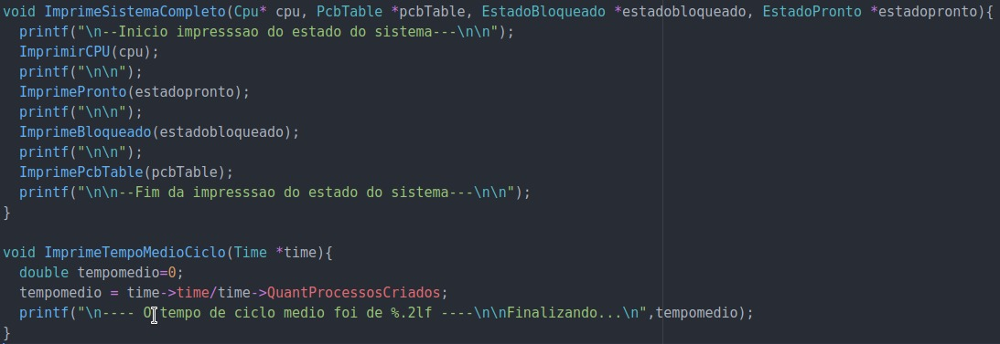 void ImprimeSistemaCompleto(Cpu* cpu, PcbTable *pcbTable, EstadoBloqueado *estadobloqueado, EstadoPronto *estadopronto){
  printf("\n--Inicio impresssao do estado do sistema---\n\n");
  ImprimirCPU(cpu);
  printf("\n\n");
  ImprimePronto(estadopronto);
  printf("\n\n");
  ImprimeBloqueado(estadobloqueado);
  printf("\n\n");
  ImprimePcbTable(pcbTable);
  printf("\n\n--Fim da impresssao do estado do sistema---\n\n");
}

void ImprimeTempoMedioCiclo(Time *time){
  double tempomedio=0;
  tempomedio = time->time/time->QuantProcessosCriados;
  printf("\n---- O tempo de ciclo medio foi de %.2lf ----\n\nFinalizando...\n",tempomedio);
}